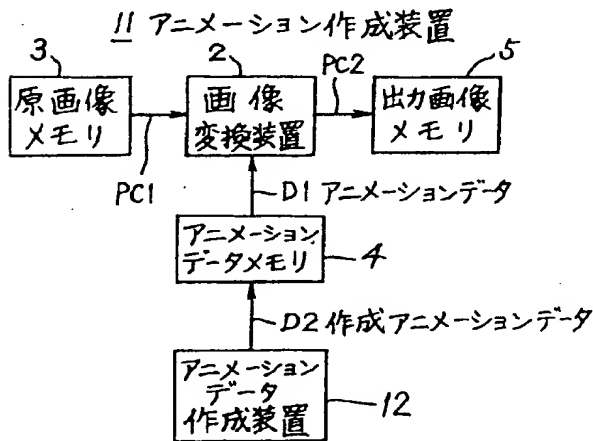 11 アニメーション作成装置
3
2
PC2
5
原画像
メモリ
画像
変換装置
出力画像
メモリ
PC1
D1 アニメーションデータ
アニメーション
データメモリ
4
D2 作成アニメーションデータ
アニメーション
データ
作成装置
12